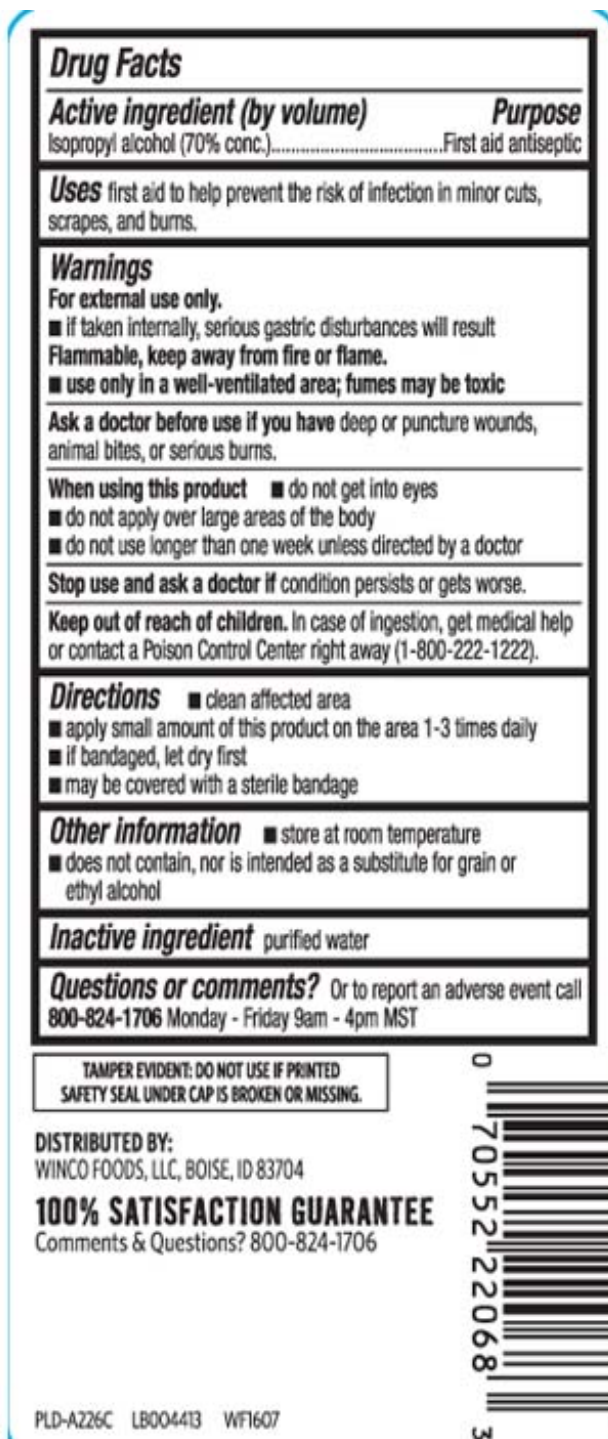 Drug Facts
Active ingredient (by volume) Purpose
Isopropyl alcohol (70% conc.)....................................First aid antiseptic
Uses first aid to help prevent the risk of infection in minor cuts,
scrapes, and burns.
Warnings
For external use only.
■ if taken internally, serious gastric disturbances will result
Flammable, keep away from fire or flame.
■ use only in a well-ventilated area; fumes may be toxic
Ask a doctor before use if you have deep or puncture wounds,
animal bites, or serious burns.
When using this product ■ do not get into eyes
■ do not apply over large areas of the body
■ do not use longer than one week unless directed by a doctor
Stop use and ask a doctor if condition persists or gets worse.
Keep out of reach of children. In case of ingestion, get medical help
or contact a Poison Control Center right away (1-800-222-1222).
Directions ■ clean affected area
■ apply small amount of this product on the area 1-3 times daily
■ if bandaged, let dry first
■ may be covered with a sterile bandage
Other information ■ store at room temperature
■ does not contain, nor is intended as a substitute for grain or
ethyl alcohol
Inactive ingredient purified water
Questions or comments? Or to report an adverse event call
800-824-1706 Monday - Friday 9am - 4pm MST
TAMPER EVIDENT: DO NOT USE IF PRINTED
SAFETY SEAL UNDER CAP IS BROKEN OR MISSING.
DISTRIBUTED BY:
WINCO FOODS, LLC, BOISE, ID 83704
100% SATISFACTION GUARANTEE
Comments & Questions? 800-824-1706
0 70552 22068 3
PLD-A226C LB004413 WF1607